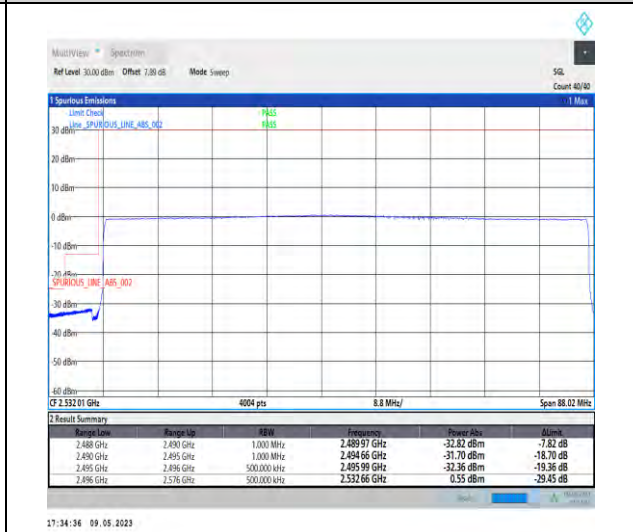 MultiView Spectrum
Ref Level 30.00 dBm Offset 7.89 dB Mode Sweep SGL
Count 40/40
1 Spurious Emissions 1 Max
Limit Check PASS
Line _SPURIOUS_LINE_ABS_002 PASS
30 dBm
20 dBm
10 dBm
0 dBm
-10 dBm
-20 dBm
SPURIOUS_LINE_ABS_002
-30 dBm
-40 dBm
-50 dBm
-60 dBm
CF 2.532 01 GHz 4004 pts 8.8 MHz/ Span 88.02 MHz
2 Result Summary
Range Low Range Up RBW Frequency Power Abs ΔLimit
2.488 GHz 2.490 GHz 1.000 MHz 2.489 97 GHz -32.82 dBm -7.82 dB
2.490 GHz 2.495 GHz 1.000 MHz 2.494 66 GHz -31.70 dBm -18.70 dB
2.495 GHz 2.496 GHz 500.000 kHz 2.495 99 GHz -32.36 dBm -19.36 dB
2.496 GHz 2.576 GHz 500.000 kHz 2.532 66 GHz 0.55 dBm -29.45 dB
17:34:36 09.05.2023